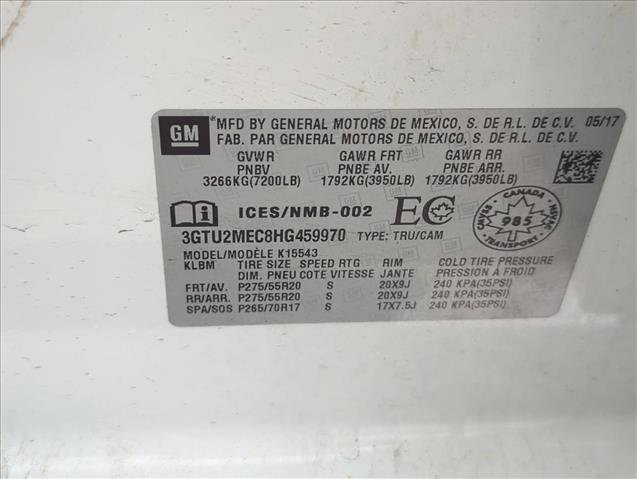 GM
*MFD BY GENERAL MOTORS DE MEXICO, S. DE R.L. DE C.V. 05/17
FAB. PAR GENERAL MOTORS DE MEXICO, S. DE R.L. DE C.V.
GVWR GAWR FRT GAWR RR
PNBV PNBE AV. PNBE ARR.
3266KG(7200LB) 1792KG(3950LB) 1792KG(3950LB)
ICES/NMB-002 EC
CANADA
CMVSS 985 NSVAC
CANADA
3GTU2MEC8HG459970 TYPE: TRU/CAM
MODEL/MODÈLE K15543
KLBM TIRE SIZE SPEED RTG RIM COLD TIRE PRESSURE
DIM. PNEU COTE VITESSE JANTE PRESSION A FROID
FRT/AV. P275/55R20 S 20X9J 240 KPA(35PSI)
RR/ARR. P275/55R20 S 20X9J 240 KPA(35PSI)
SPA/SOS P265/70R17 S 17X7.5J 240 KPA(35PSI)